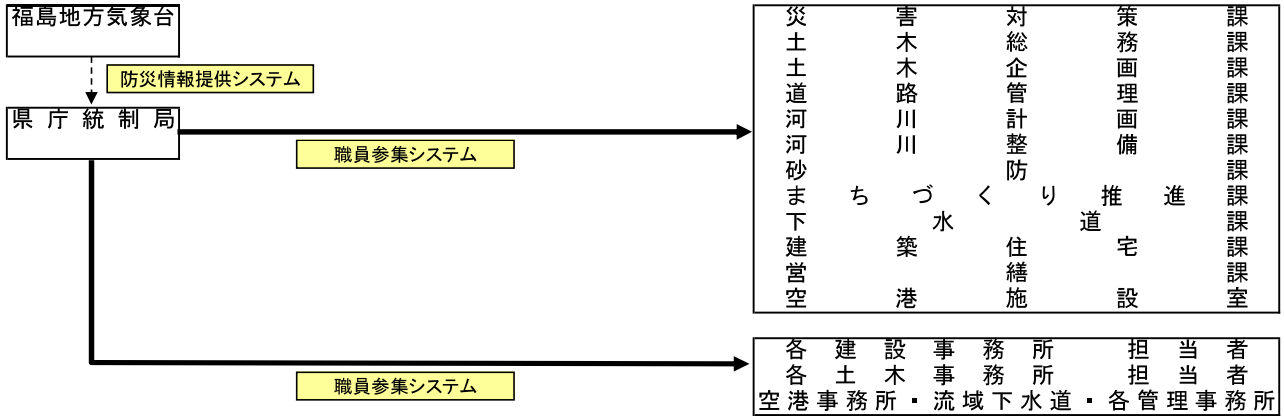 福島地方気象台
防災情報提供システム
県庁統制局
職員参集システム
災害対策課
土木総務課
土木企画課
道路管理課
河川計画課
河川整備課
砂防課
まちづくり推進課
下水道課
建築住宅課
営繕課
空港施設室
職員参集システム
各建設事務所 担当者
各土木事務所 担当者
空港事務所・流域下水道・各管理事務所